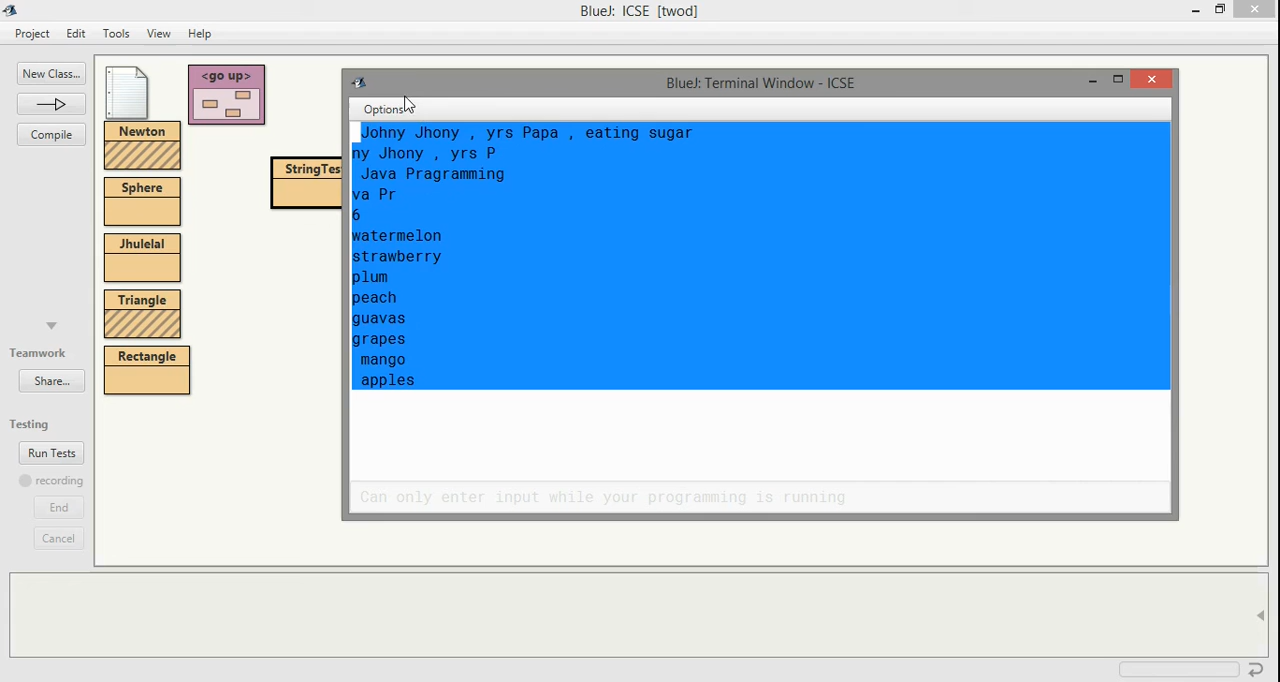 BlueJ: ICSE [twod]
Project Edit Tools View Help
New Class...
Compile
Teamwork
Share...
Testing
Run Tests
recording
End
Cancel
<go up>
Newton
Sphere
Jhulelal
Triangle
Rectangle
StringTes
BlueJ: Terminal Window - ICSE
Options
Johny Jhony , yrs Papa , eating sugar
ny Jhony , yrs P
Java Pragramming
va Pr
6
watermelon
strawberry
plum
peach
guavas
grapes
mango
apples
Can only enter input while your programming is running